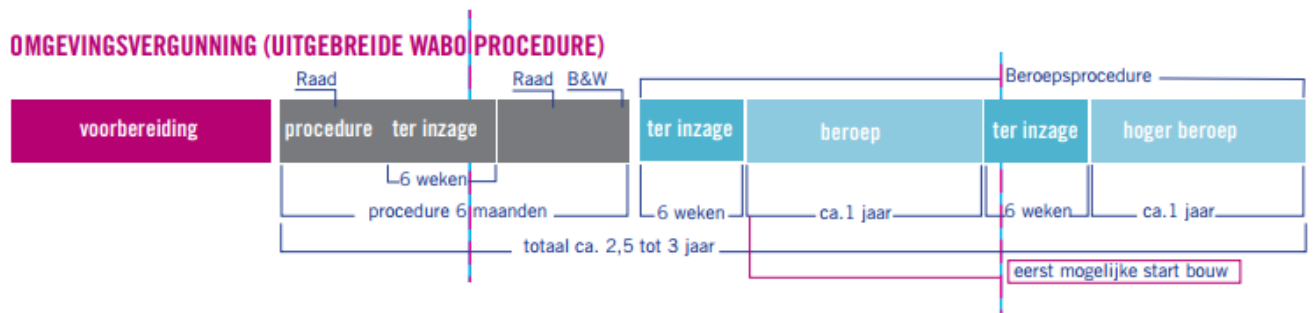 OMGEVINGSVERGUNNING (UITGEBREIDE WABO PROCEDURE)
Raad
Raad B&W
Beroepsprocedure
voorbereiding
procedure ter inzage
ter inzage
beroep
ter inzage
hoger beroep
6 weken
procedure 6 maanden
6 weken
ca.1 jaar
6 weken
ca.1 jaar
totaal ca. 2,5 tot 3 jaar
eerst mogelijke start bouw